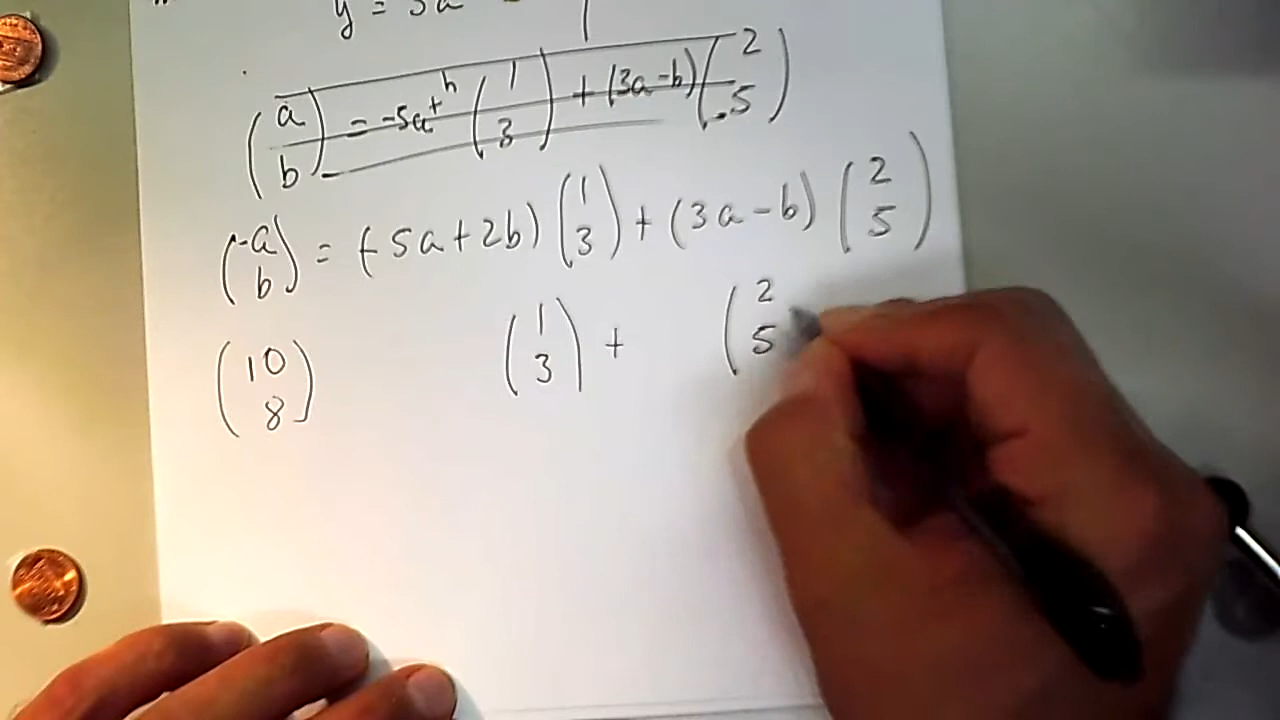 y = 3a
(a b) = -5a+b (1 3) + (3a-b) (2 5)
(a b) = (-5a+2b) (1 3) + (3a-b) (2 5)
(10 8) (1 3) + (2 5